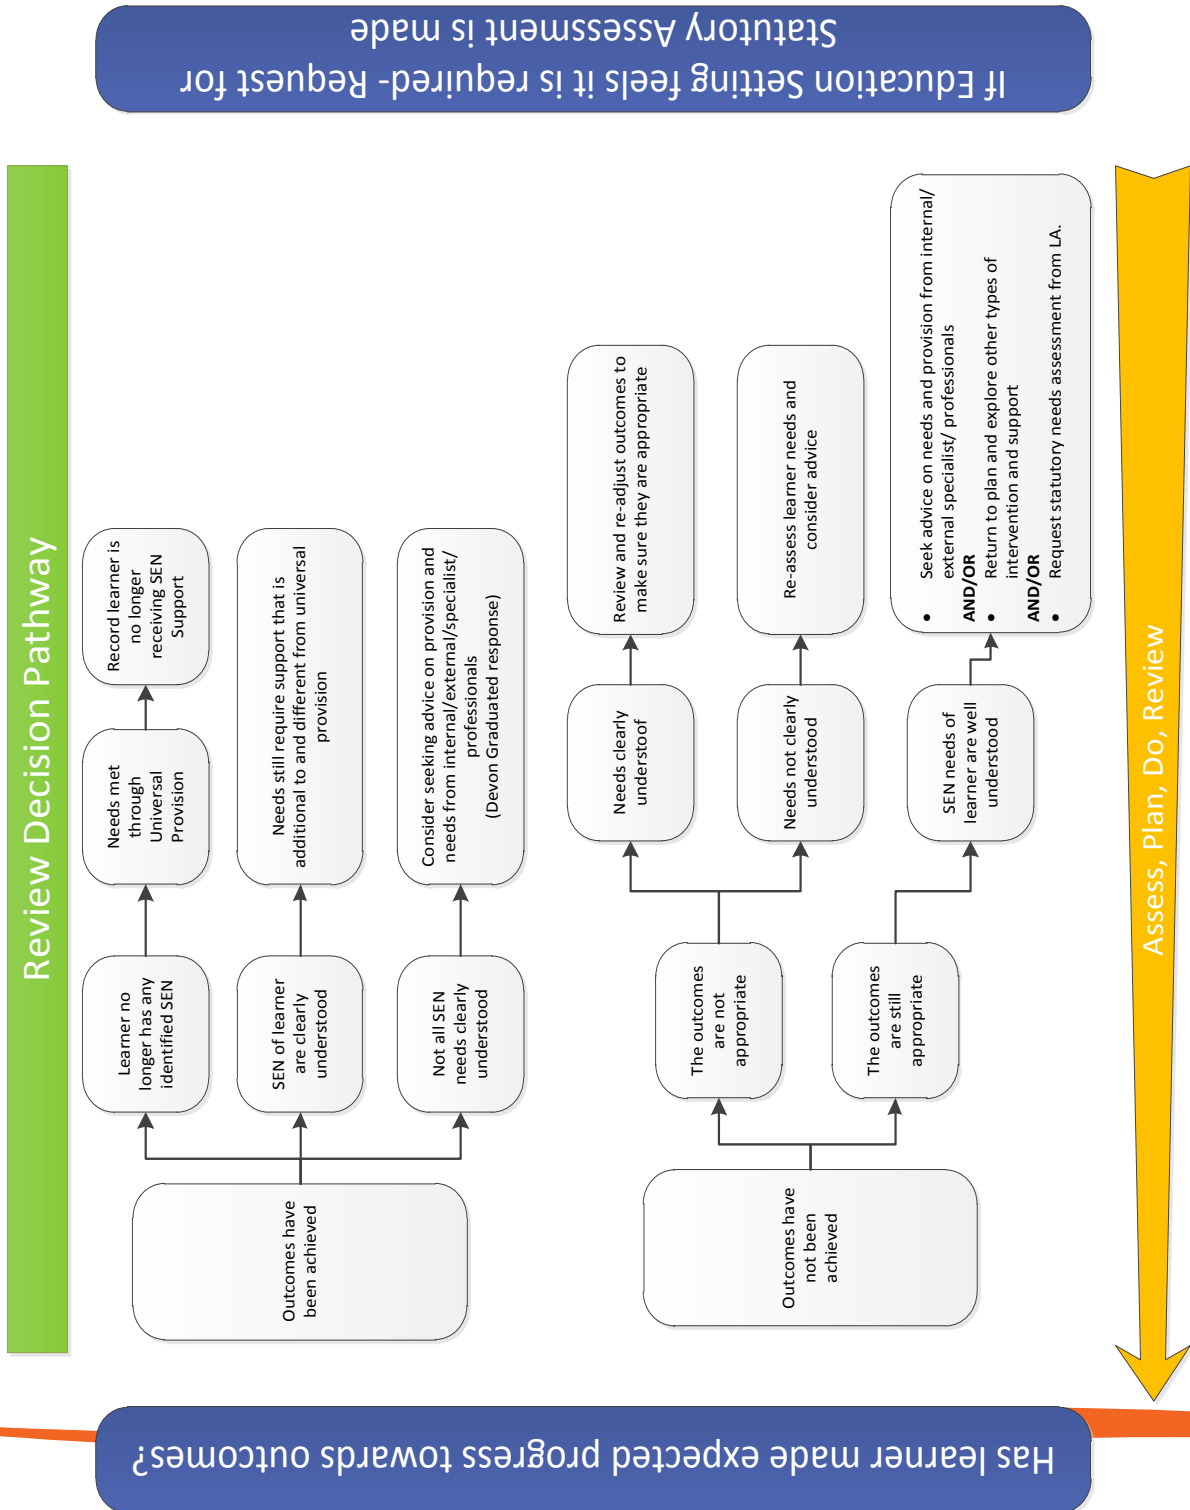 Review Decision Pathway
Has learner made expected progress towards outcomes?
Outcomes have
been achieved
Learner no
longer has any
identified SEN
Needs met
through
Universal
Provision
Record learner is
no longer
receiving SEN
Support
SEN of learner
are clearly
understood
Needs still require support that is
additional to and different from universal
provision
Not all SEN
needs clearly
understood
Consider seeking advice on provision and
needs from internal/external/specialist/
professionals
(Devon Graduated response)
Outcomes have
not been
achieved
The outcomes
are not
appropriate
Needs clearly
understoof
Review and re-adjust outcomes to
make sure they are appropriate
Needs not clearly
understood
Re-assess learner needs and
consider advice
The outcomes
are still
appropriate
SEN needs of
learner are well
understood
• Seek advice on needs and provision from internal/
external specialist/ professionals
AND/OR
• Return to plan and explore other types of
intervention and support
AND/OR
• Request statutory needs assessment from LA.
If Education Setting feels it is required- Request for
Statutory Assessment is made
Assess, Plan, Do, Review